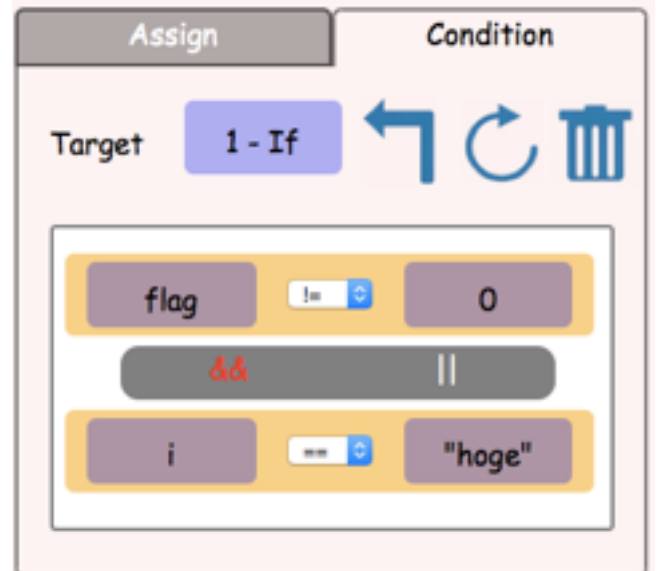 Assign Condition
Target 1 - If
flag != 0
&& ||
i == "hoge"